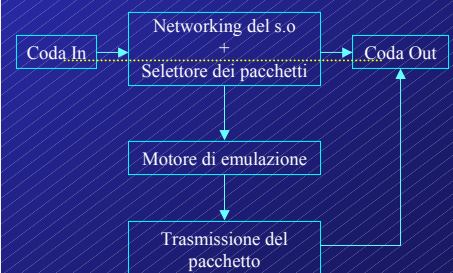 Networking del s.o
+
Selettore dei pacchetti
Coda In
Coda Out
Motore di emulazione
Trasmissione del
pacchetto